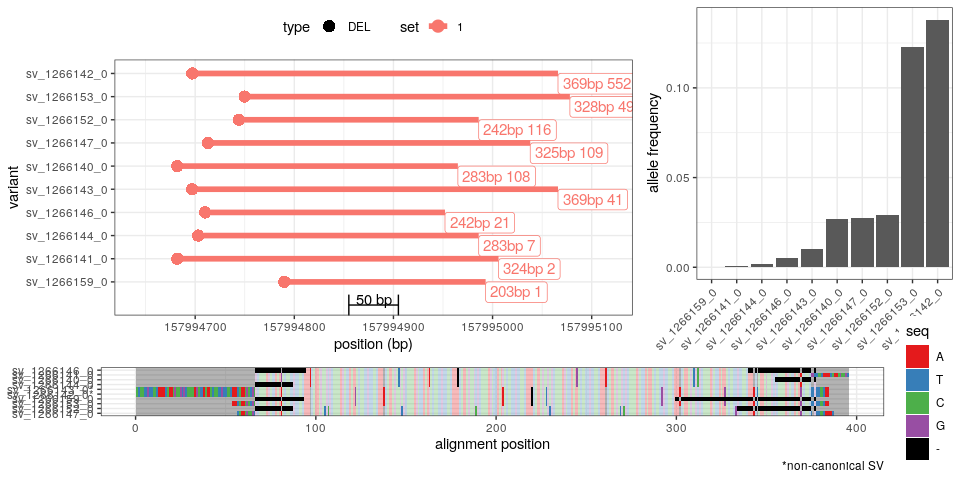 type DEL set 1
variant
sv_1266142_0
369bp 552
sv_1266153_0
328bp 49
sv_1266152_0
242bp 116
sv_1266147_0
325bp 109
sv_1266140_0
283bp 108
sv_1266143_0
369bp 41
sv_1266146_0
242bp 21
sv_1266144_0
283bp 7
sv_1266141_0
324bp 2
sv_1266159_0
203bp 1
50 bp
157994700 157994800 157994900 157995000 157995100
position (bp)
allele frequency
0.10
0.05
0.00
sv_1266159_0
sv_1266141_0
sv_1266144_0
sv_1266146_0
sv_1266143_0
sv_1266140_0
sv_1266147_0
sv_1266152_0
sv_1266153_0
142_0
sv_1266146_0
0 100 200 300 400
alignment position
seq
A
T
C
G
-
*non-canonical SV